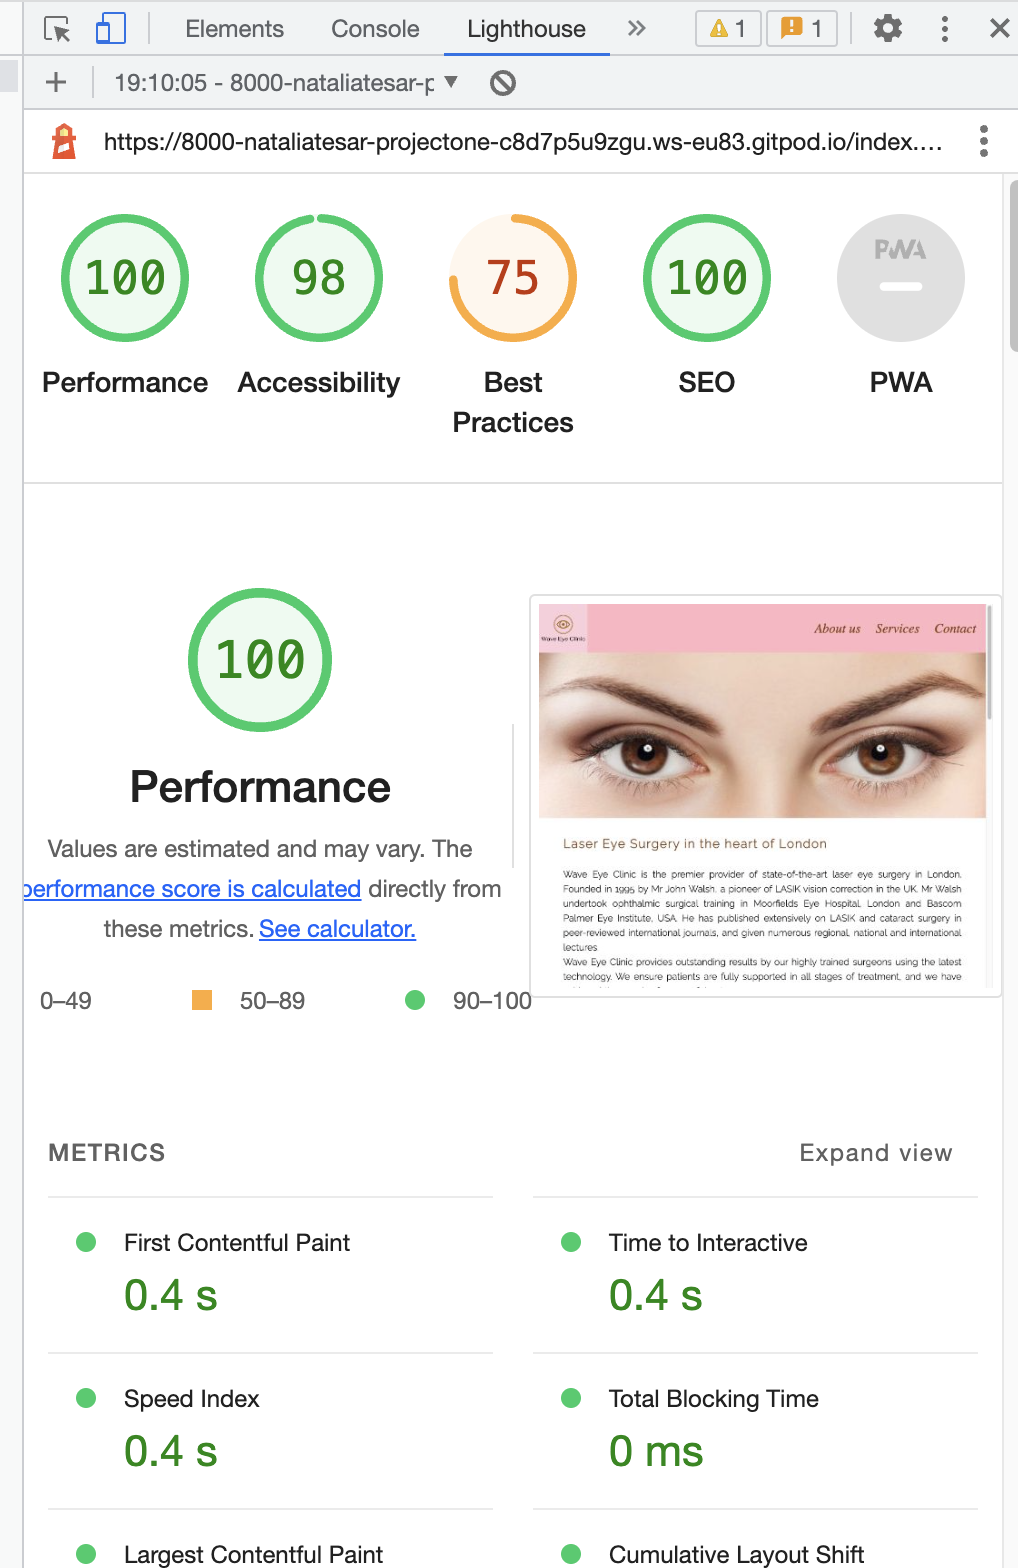 Elements Console Lighthouse 1 1
19:10:05 - 8000-nataliatesar-p
https://8000-nataliatesar-projectone-c8d7p5u9zgu.ws-eu83.gitpod.io/index.…
100 98 75 100 PWA
Performance Accessibility Best Practices SEO PWA
100
Performance
Values are estimated and may vary. The
performance score is calculated directly from
these metrics. See calculator.
0–49 50–89 90–100
Wave Eye Clinic
About us Services Contact
Laser Eye Surgery in the heart of London
Wave Eye Clinic is the premier provider of state-of-the-art laser eye surgery in London.
Founded in 1995 by Mr John Walsh, a pioneer of LASIK vision correction in the UK. Mr Walsh
undertook ophthalmic surgical training in Moorfields Eye Hospital, London and Bascom
Palmer Eye Institute, USA. He has published extensively on LASIK and cataract surgery in
peer-reviewed international journals, and given numerous regional, national and international
lectures
Wave Eye Clinic provides outstanding results by our highly trained surgeons using the latest
technology. We ensure patients are fully supported in all stages of treatment, and we have
METRICS Expand view
First Contentful Paint
0.4 s
Time to Interactive
0.4 s
Speed Index
0.4 s
Total Blocking Time
0 ms
Largest Contentful Paint
Cumulative Layout Shift